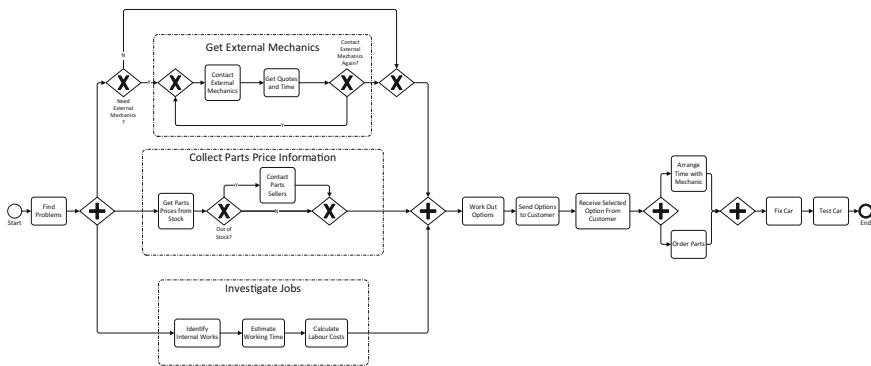 N
Get External Mechanics
Contact
External
Mechanics
Again?
Contact
External
Mechanics
Get Quotes
and Time
Y
Need
External
Mechanics
?
Y
Collect Parts Price Information
Contact
Parts
Sellers
Y
Get Parts
Prices from
Stock
N
Out of
Stock?
Find
Problems
Start
Work Out
Options
Send Options
to Customer
Receive Selected
Option From
Customer
Arrange
Time with
Mechanic
Order Parts
Fix Car
Test Car
End
Investigate Jobs
Identify
Internal Works
Estimate
Working Time
Calculate
Labour Costs